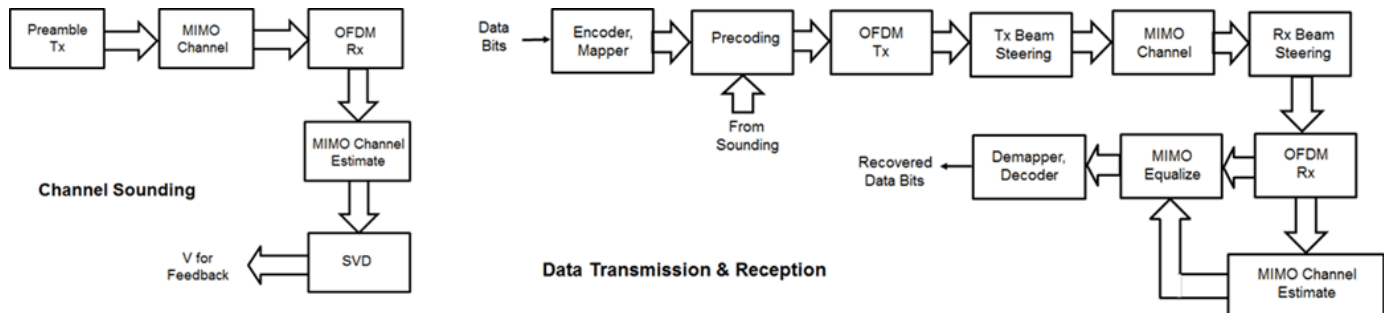 Preamble
Tx
MIMO
Channel
OFDM
Rx
MIMO Channel
Estimate
SVD
V for
Feedback
Channel Sounding
Data
Bits
Encoder,
Mapper
Precoding
OFDM
Tx
Tx Beam
Steering
MIMO
Channel
Rx Beam
Steering
From
Sounding
Recovered
Data Bits
Demapper,
Decoder
MIMO
Equalize
OFDM
Rx
MIMO Channel
Estimate
Data Transmission & Reception